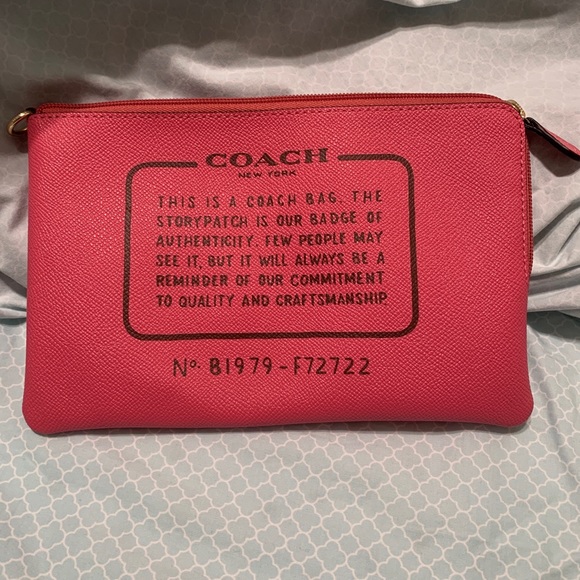 COACH
NEW YORK
THIS IS A COACH BAG. THE
STORYPATCH IS OUR BADGE OF
AUTHENTICITY. FEW PEOPLE MAY
SEE IT, BUT IT WILL ALWAYS BE A
REMINDER OF OUR COMMITMENT
TO QUALITY AND CRAFTSMANSHIP.
Nº. B1979-F72722